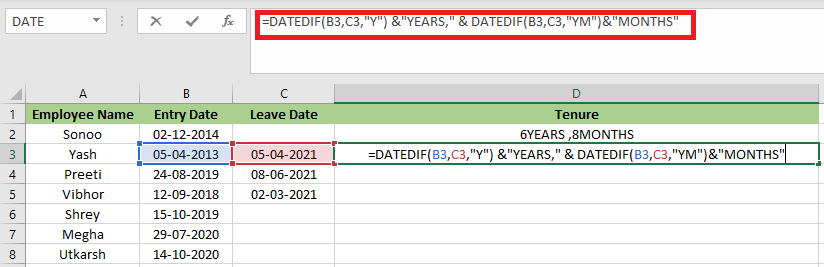 DATE =DATEDIF(B3,C3,"Y") &"YEARS," & DATEDIF(B3,C3,"YM")&"MONTHS"
A B C D
1 Employee Name Entry Date Leave Date Tenure
2 Sonoo 02-12-2014 6YEARS ,8MONTHS
3 Yash 05-04-2013 05-04-2021 =DATEDIF(B3,C3,"Y") &"YEARS," & DATEDIF(B3,C3,"YM")&"MONTHS"
4 Preeti 24-08-2019 08-06-2021
5 Vibhor 12-09-2018 02-03-2021
6 Shrey 15-10-2019
7 Megha 29-07-2020
8 Utkarsh 14-10-2020